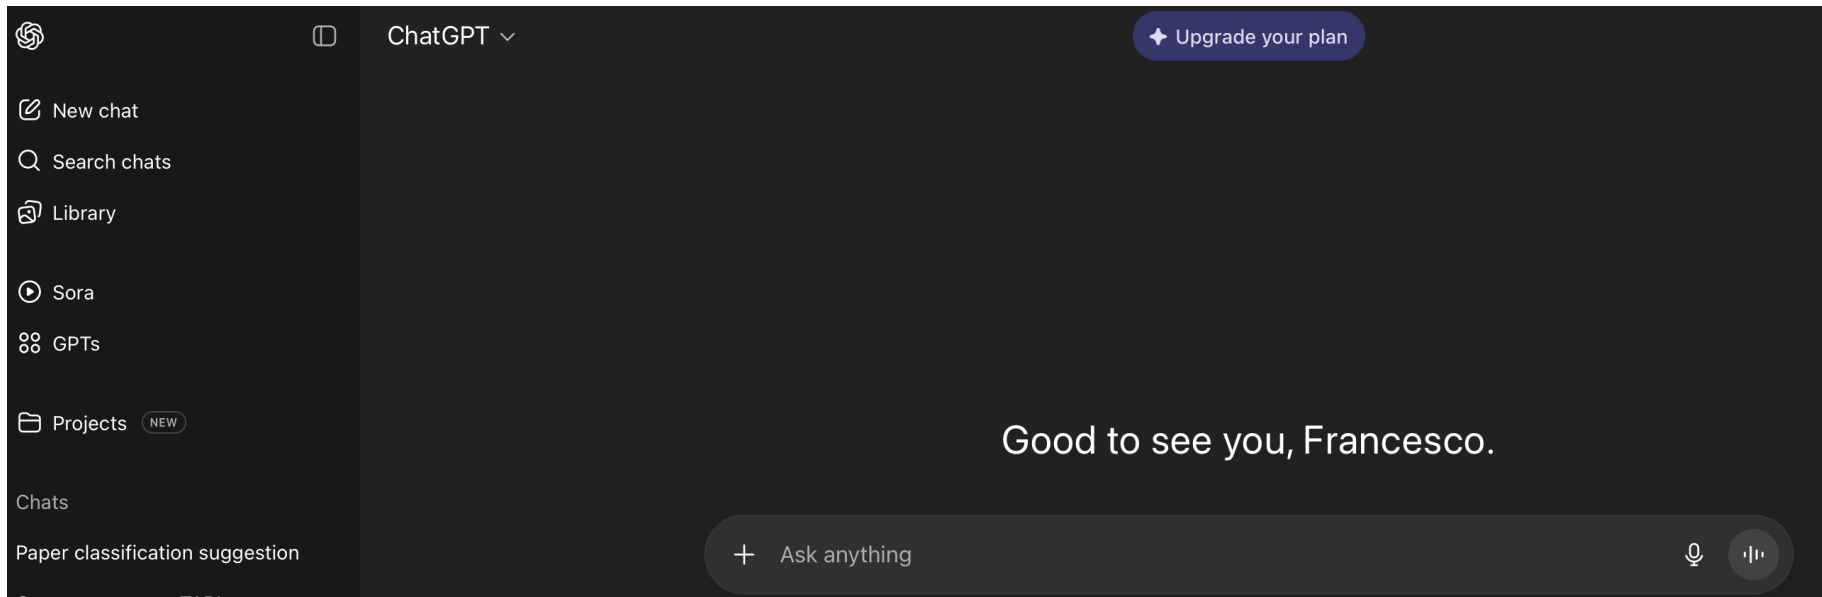 ChatGPT
Upgrade your plan
New chat
Search chats
Library
Sora
GPTs
Projects NEW
Chats
Paper classification suggestion
Good to see you, Francesco.
Ask anything